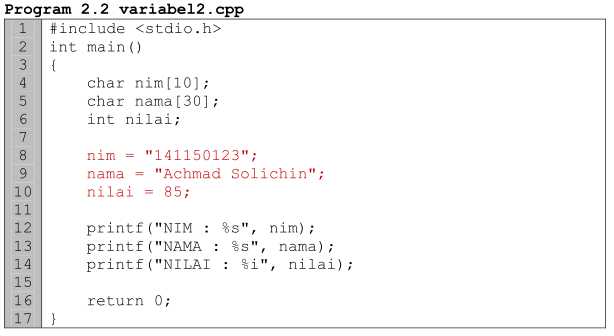 Program 2.2 variabel2.cpp
1 #include <stdio.h>
2 int main()
3 {
4 char nim[10];
5 char nama[30];
6 int nilai;
7
8 nim = "141150123";
9 nama = "Achmad Solichin";
10 nilai = 85;
11
12 printf("NIM : %s", nim);
13 printf("NAMA : %s", nama);
14 printf("NILAI : %i", nilai);
15
16 return 0;
17 }